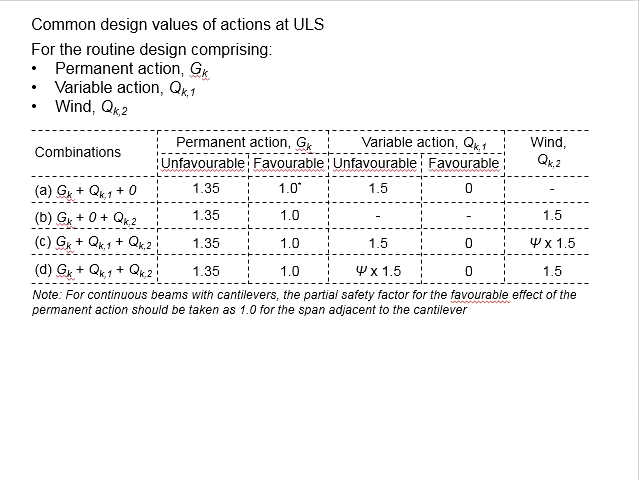 Common design values of actions at ULS
For the routine design comprising:
• Permanent action, Gk
• Variable action, Qk,1
• Wind, Qk,2
Combinations Permanent action, Gk Variable action, Qk,1 Wind, Qk,2
Unfavourable Favourable Unfavourable Favourable
(a) Gk + Qk,1 + 0 1.35 1.0* 1.5 0 -
(b) Gk + 0 + Qk,2 1.35 1.0 - - 1.5
(c) Gk + Qk,1 + Qk,2 1.35 1.0 1.5 0 Ψ x 1.5
(d) Gk + Qk,1 + Qk,2 1.35 1.0 Ψ x 1.5 0 1.5
Note: For continuous beams with cantilevers, the partial safety factor for the favourable effect of the
permanent action should be taken as 1.0 for the span adjacent to the cantilever